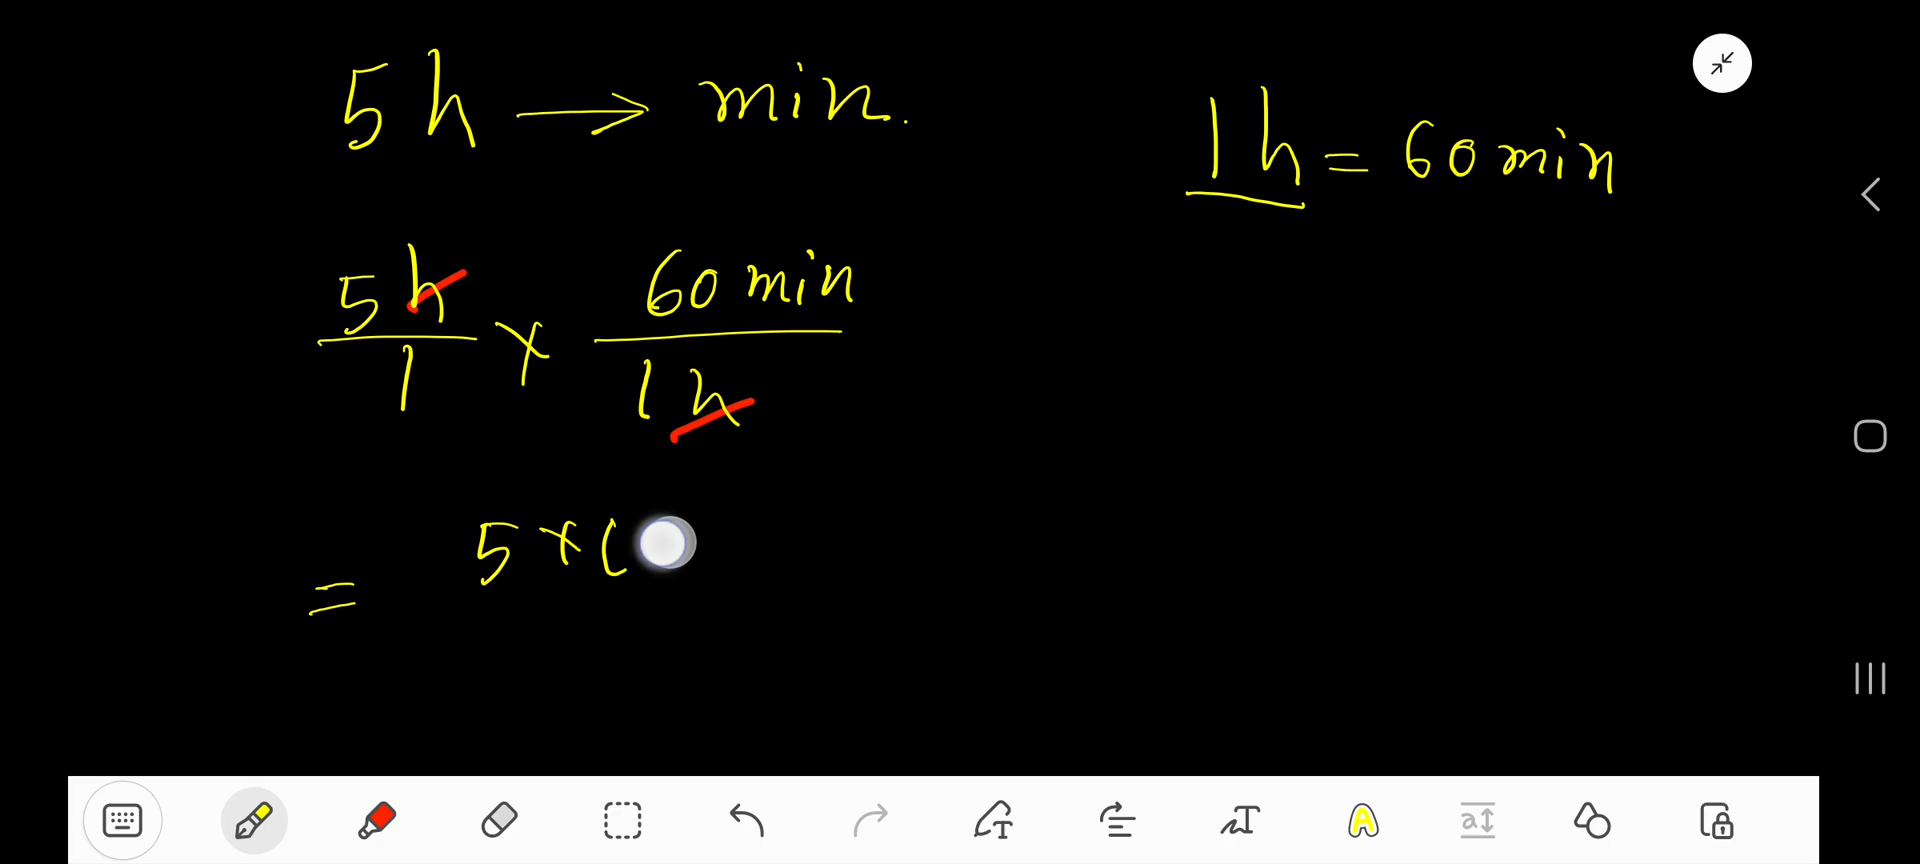 5 h → min.
1 h = 60 min
5 h / 1 × 60 min / 1 h
= 5 × (